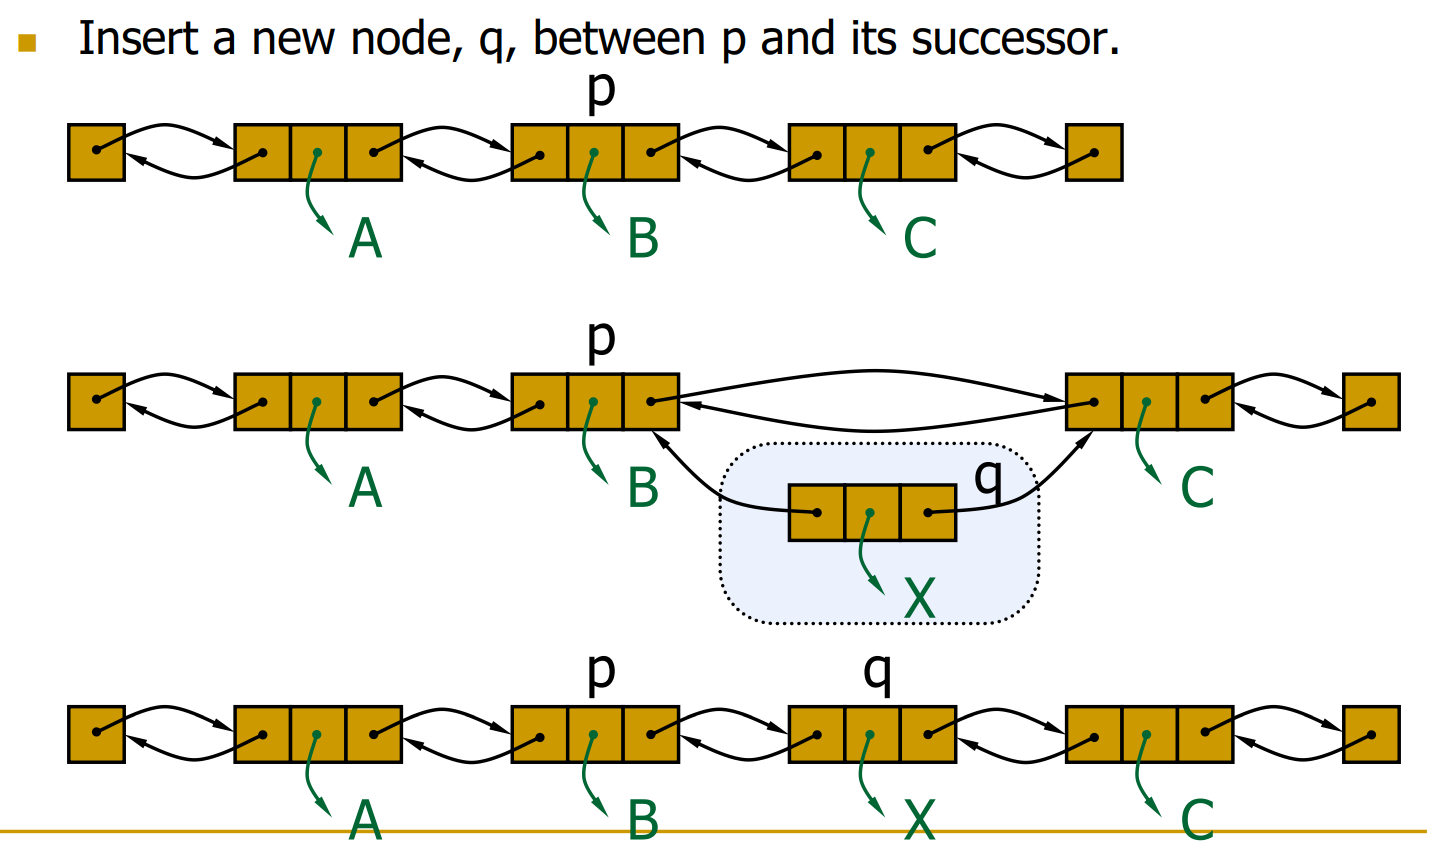 Insert a new node, q, between p and its successor.
p
A B C
p
q
A B C
X
p q
A B X C